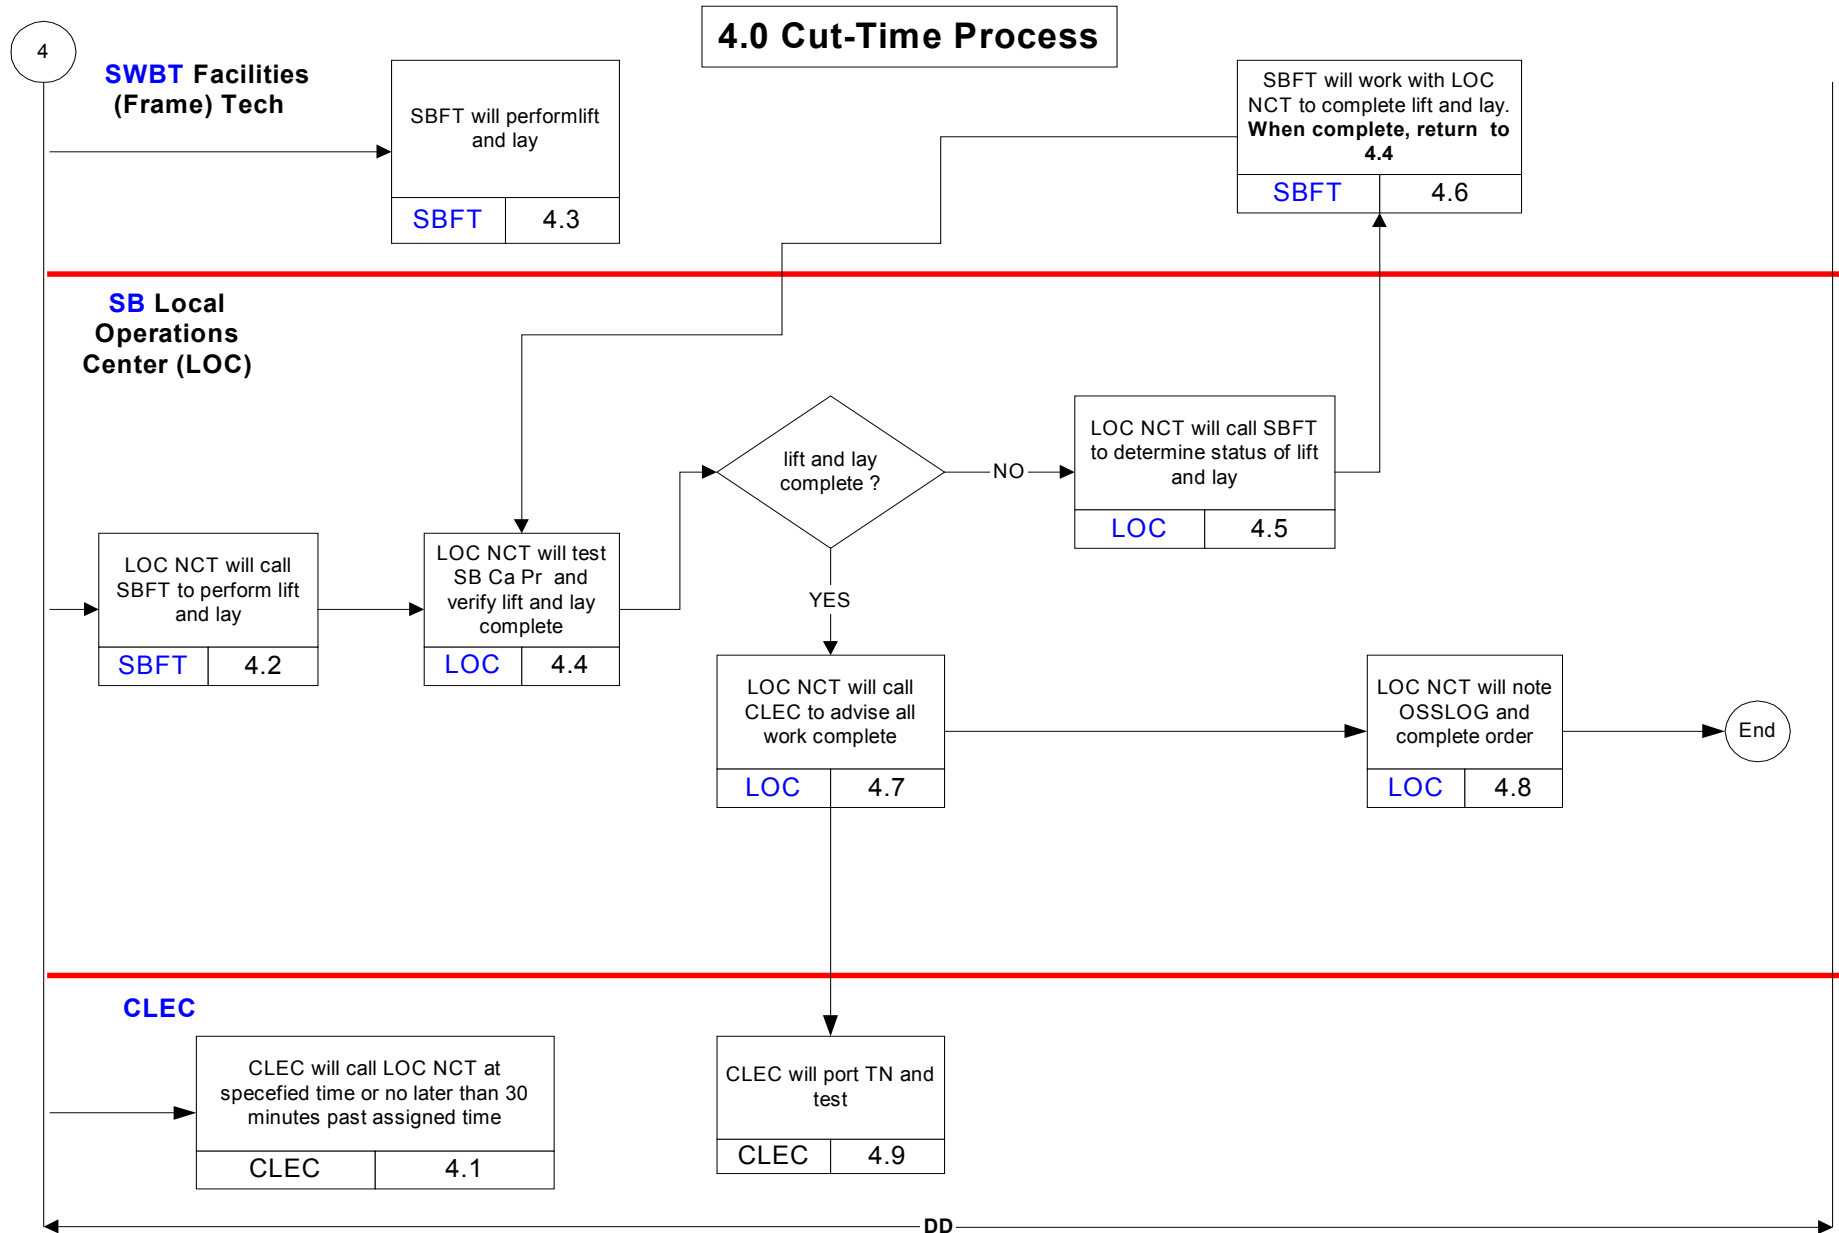 4.0 Cut-Time Process
4
SWBT Facilities
(Frame) Tech
SBFT will performlift
and lay
SBFT 4.3
SBFT will work with LOC
NCT to complete lift and lay.
When complete, return to
4.4
SBFT 4.6
SB Local
Operations
Center (LOC)
LOC NCT will call
SBFT to perform lift
and lay
SBFT 4.2
LOC NCT will test
SB Ca Pr and
verify lift and lay
complete
LOC 4.4
lift and lay
complete ?
NO
YES
LOC NCT will call SBFT
to determine status of lift
and lay
LOC 4.5
LOC NCT will call
CLEC to advise all
work complete
LOC 4.7
LOC NCT will note
OSSLOG and
complete order
LOC 4.8
End
CLEC
CLEC will call LOC NCT at
specefied time or no later than 30
minutes past assigned time
CLEC 4.1
CLEC will port TN and
test
CLEC 4.9
DD